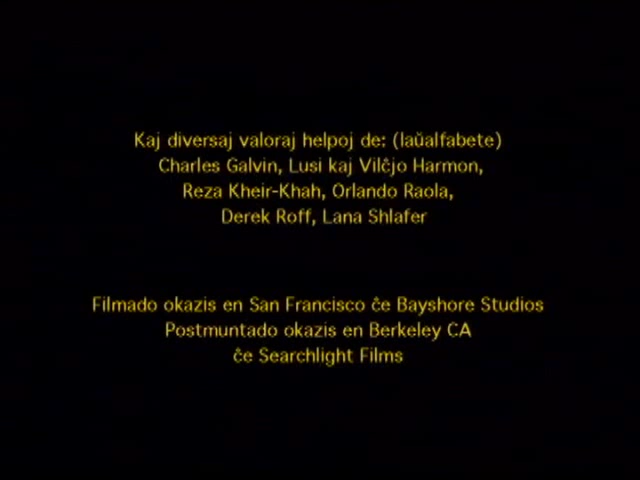 Kaj diversaj valoraj helpoj de: (laŭalfabete)
Charles Galvin, Lusi kaj Vilĉjo Harmon,
Reza Kheir-Khah, Orlando Raola,
Derek Roff, Lana Shlafer
Filmado okazis en San Francisco ĉe Bayshore Studios
Postmuntado okazis en Berkeley CA
ĉe Searchlight Films